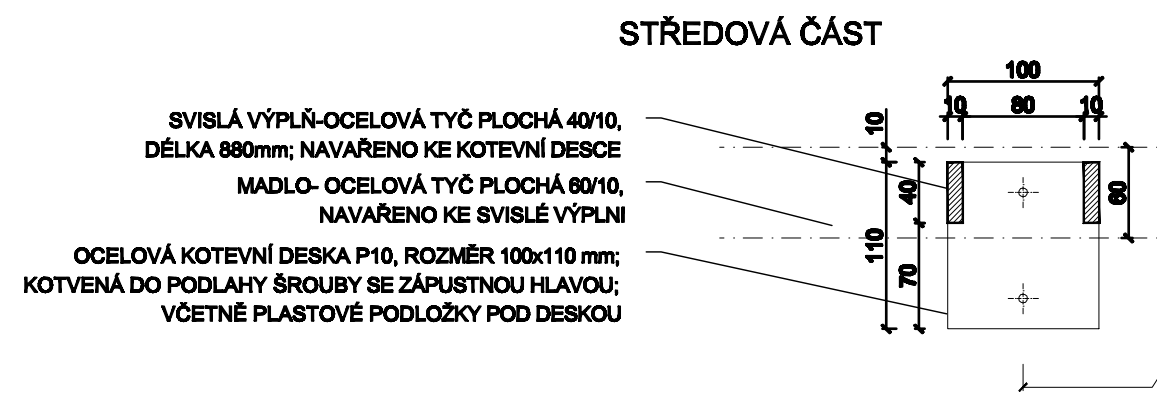 STŘEDOVÁ ČÁST
100
10 80 10
SVISLÁ VÝPLŇ-OCELOVÁ TYČ PLOCHÁ 40/10,
DÉLKA 880mm; NAVAŘENO KE KOTEVNÍ DESCE
MADLO- OCELOVÁ TYČ PLOCHÁ 60/10,
NAVAŘENO KE SVISLÉ VÝPLNI
OCELOVÁ KOTEVNÍ DESKA P10, ROZMĚR 100x110 mm;
KOTVENÁ DO PODLAHY ŠROUBY SE ZÁPUSTNOU HLAVOU;
VČETNĚ PLASTOVÉ PODLOŽKY POD DESKOU
10
110
40
70
60